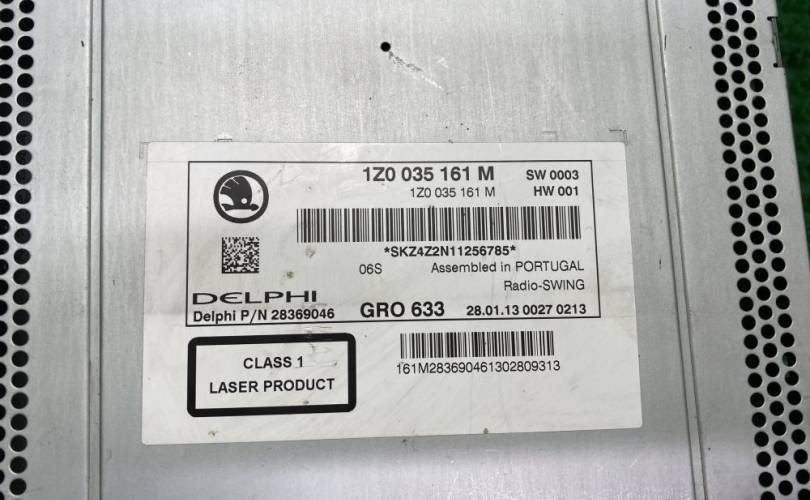 1Z0 035 161 M SW 0003
1Z0 035 161 M HW 001
*SKZ4Z2N11256785*
06S Assembled in PORTUGAL
Radio-SWING
DELPHI
Delphi P/N 28369046 GRO 633 28.01.13 0027 0213
CLASS 1
LASER PRODUCT
161M283690461302809313